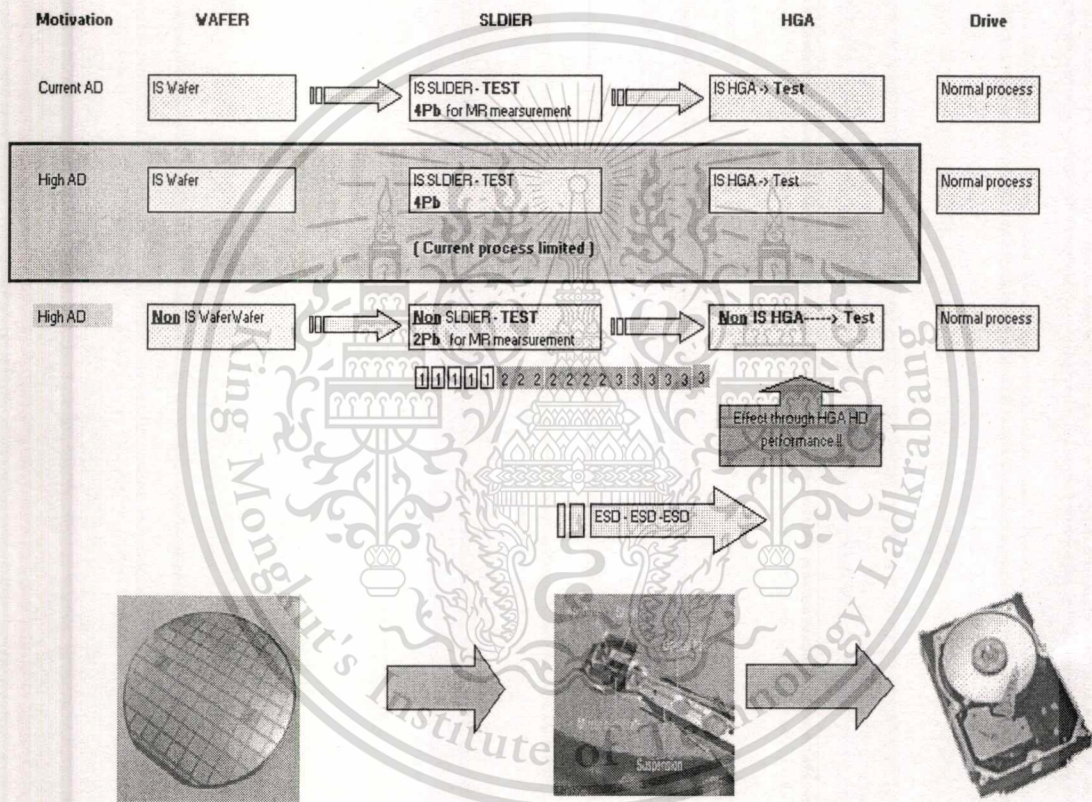 Motivation WAFER SLDIER HGA Drive
Current AD
IS Wafer
IS SLIDER - TEST
4Pb for MR mearsurement
IS HGA -> Test
Normal process
High AD
IS Wafer
IS SLDIER - TEST
4Pb
( Current process limited )
IS HGA -> Test
Normal process
High AD
Non IS WaferWafer
Non SLDIER - TEST
2Pb for MR mearsurement
Non IS HGA-----> Test
Normal process
1 1 1 1 1 2 2 2 2 2 2 2 3 3 3 3 3 3
Effect through HGA HD
performance !!
ESD - ESD -ESD
Suspension
King Mongkut's Institute of Technology Ladkrabang